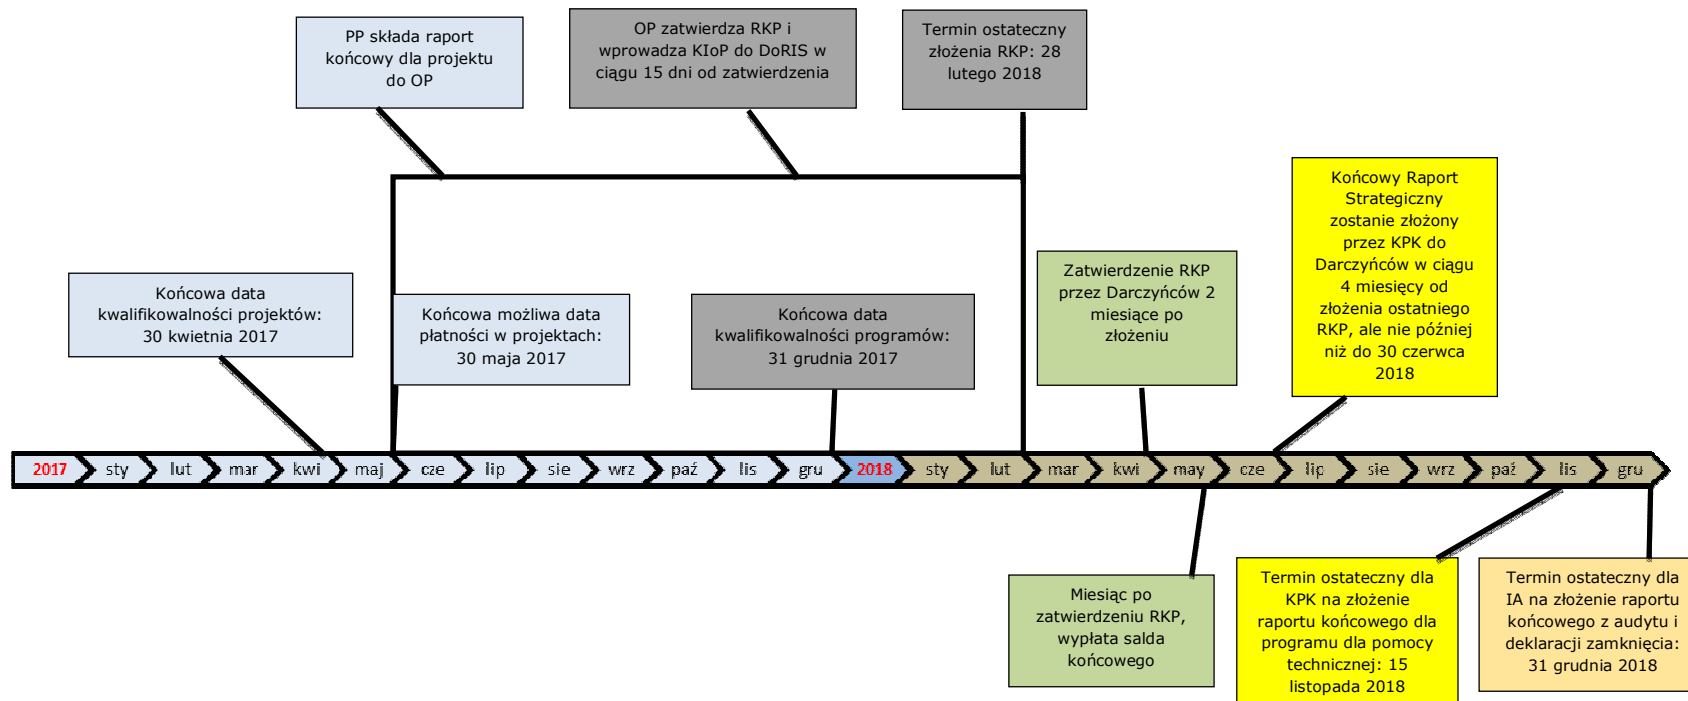 PP składa raport
końcowy dla projektu
do OP
OP zatwierdza RKP i
wprowadza KIoP do DoRIS w
ciągu 15 dni od zatwierdzenia
Termin ostateczny
złożenia RKP: 28
lutego 2018
Końcowy Raport
Strategiczny
zostanie złożony
przez KPK do
Darczyńców w ciągu
4 miesięcy od
złożenia ostatniego
RKP, ale nie później
niż do 30 czerwca
2018
Zatwierdzenie RKP
przez Darczyńców 2
miesiące po
złożeniu
Końcowa data
kwalifikowalności projektów:
30 kwietnia 2017
Końcowa możliwa data
płatności w projektach:
30 maja 2017
Końcowa data
kwalifikowalności programów:
31 grudnia 2017
2017 sty lut mar kwi maj cze lip sie wrz paź lis gru 2018 sty lut mar kwi may cze lip sie wrz paź lis gru
Miesiąc po
zatwierdzeniu RKP,
wypłata salda
końcowego
Termin ostateczny dla
KPK na złożenie
raportu końcowego dla
programu dla pomocy
technicznej: 15
listopada 2018
Termin ostateczny dla
IA na złożenie raportu
końcowego z audytu i
deklaracji zamknięcia:
31 grudnia 2018